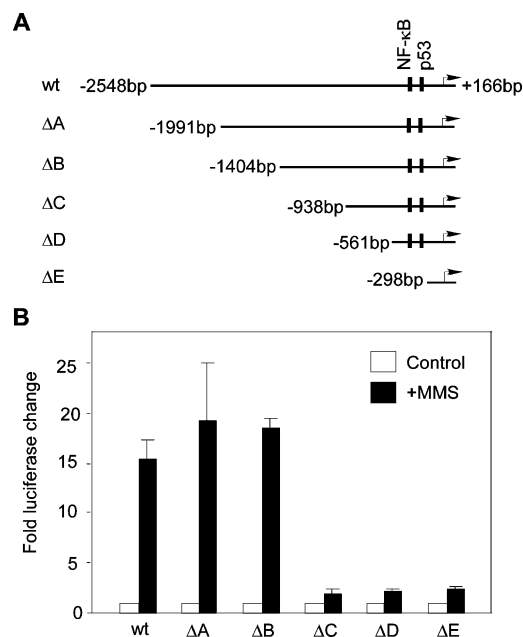 A
NF-κB
p53
wt -2548bp +166bp
ΔA -1991bp
ΔB -1404bp
ΔC -938bp
ΔD -561bp
ΔE -298bp
B
Fold luciferase change
25
20
15
10
5
0
Control
+MMS
wt ΔA ΔB ΔC ΔD ΔE